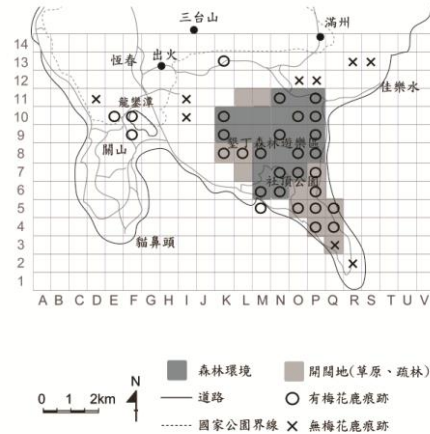 三台山
滿州
14
13
12
11
10
9
8
7
6
5
4
3
2
1
恆春
出火
佳樂水
龍鑾潭
關山
墾丁森林遊樂區
社頂公園
貓鼻頭
A B C D E F G H I J K L M N O P Q R S T U V
森林環境
開闊地(草原、疏林)
道路
有梅花鹿痕跡
國家公園界線
無梅花鹿痕跡
0 1 2km
N